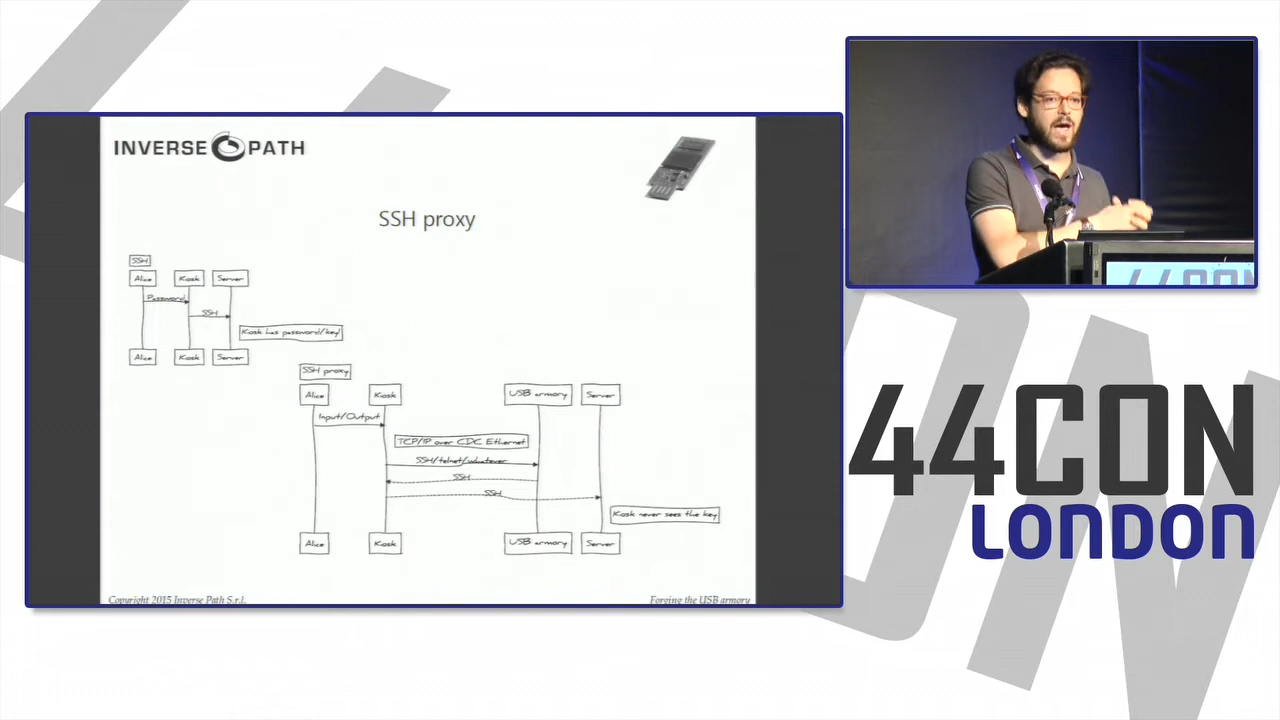 INVERSE PATH
SSH proxy
SSH
Alice Kiosk Server
Password
SSH
Kiosk has password/key
Alice Kiosk Server
SSH proxy
Alice Kiosk USB armory Server
Input/Output
TCP/IP over CDC Ethernet
SSH/telnet/whatever
SSH
SSH
Kiosk never sees the key
Alice Kiosk USB armory Server
Copyright 2015 Inverse Path S.r.l. Forging the USB armory
44CON
44CON
LONDON